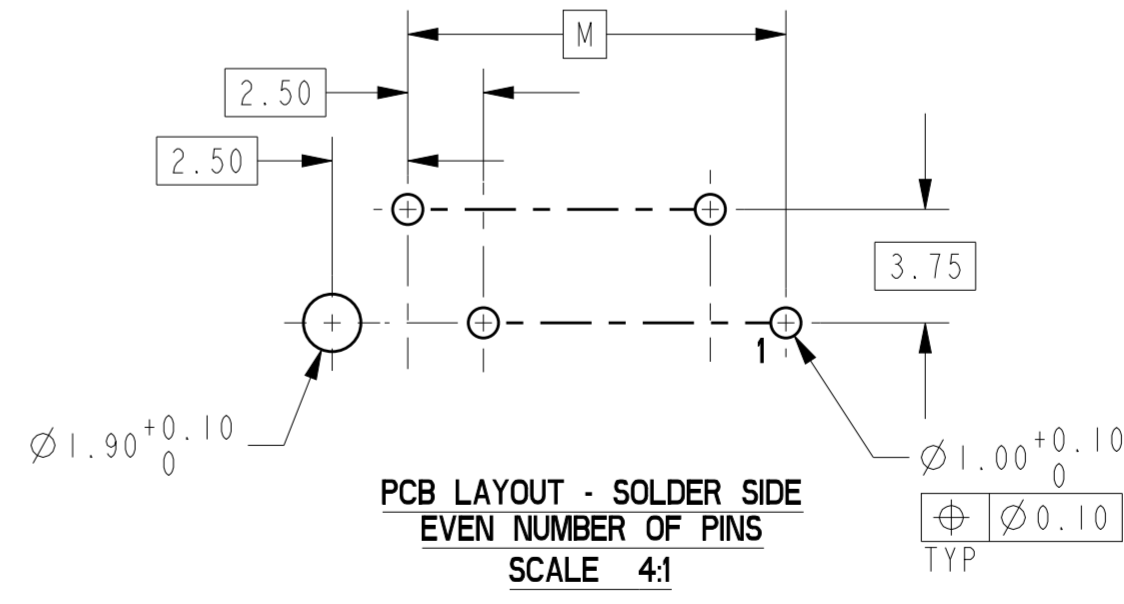 M
2.50
2.50
3.75
1
Ø1.90 +0.10
0
Ø1.00 +0.10
0
⌖ Ø0.10
TYP
PCB LAYOUT - SOLDER SIDE
EVEN NUMBER OF PINS
SCALE 4:1